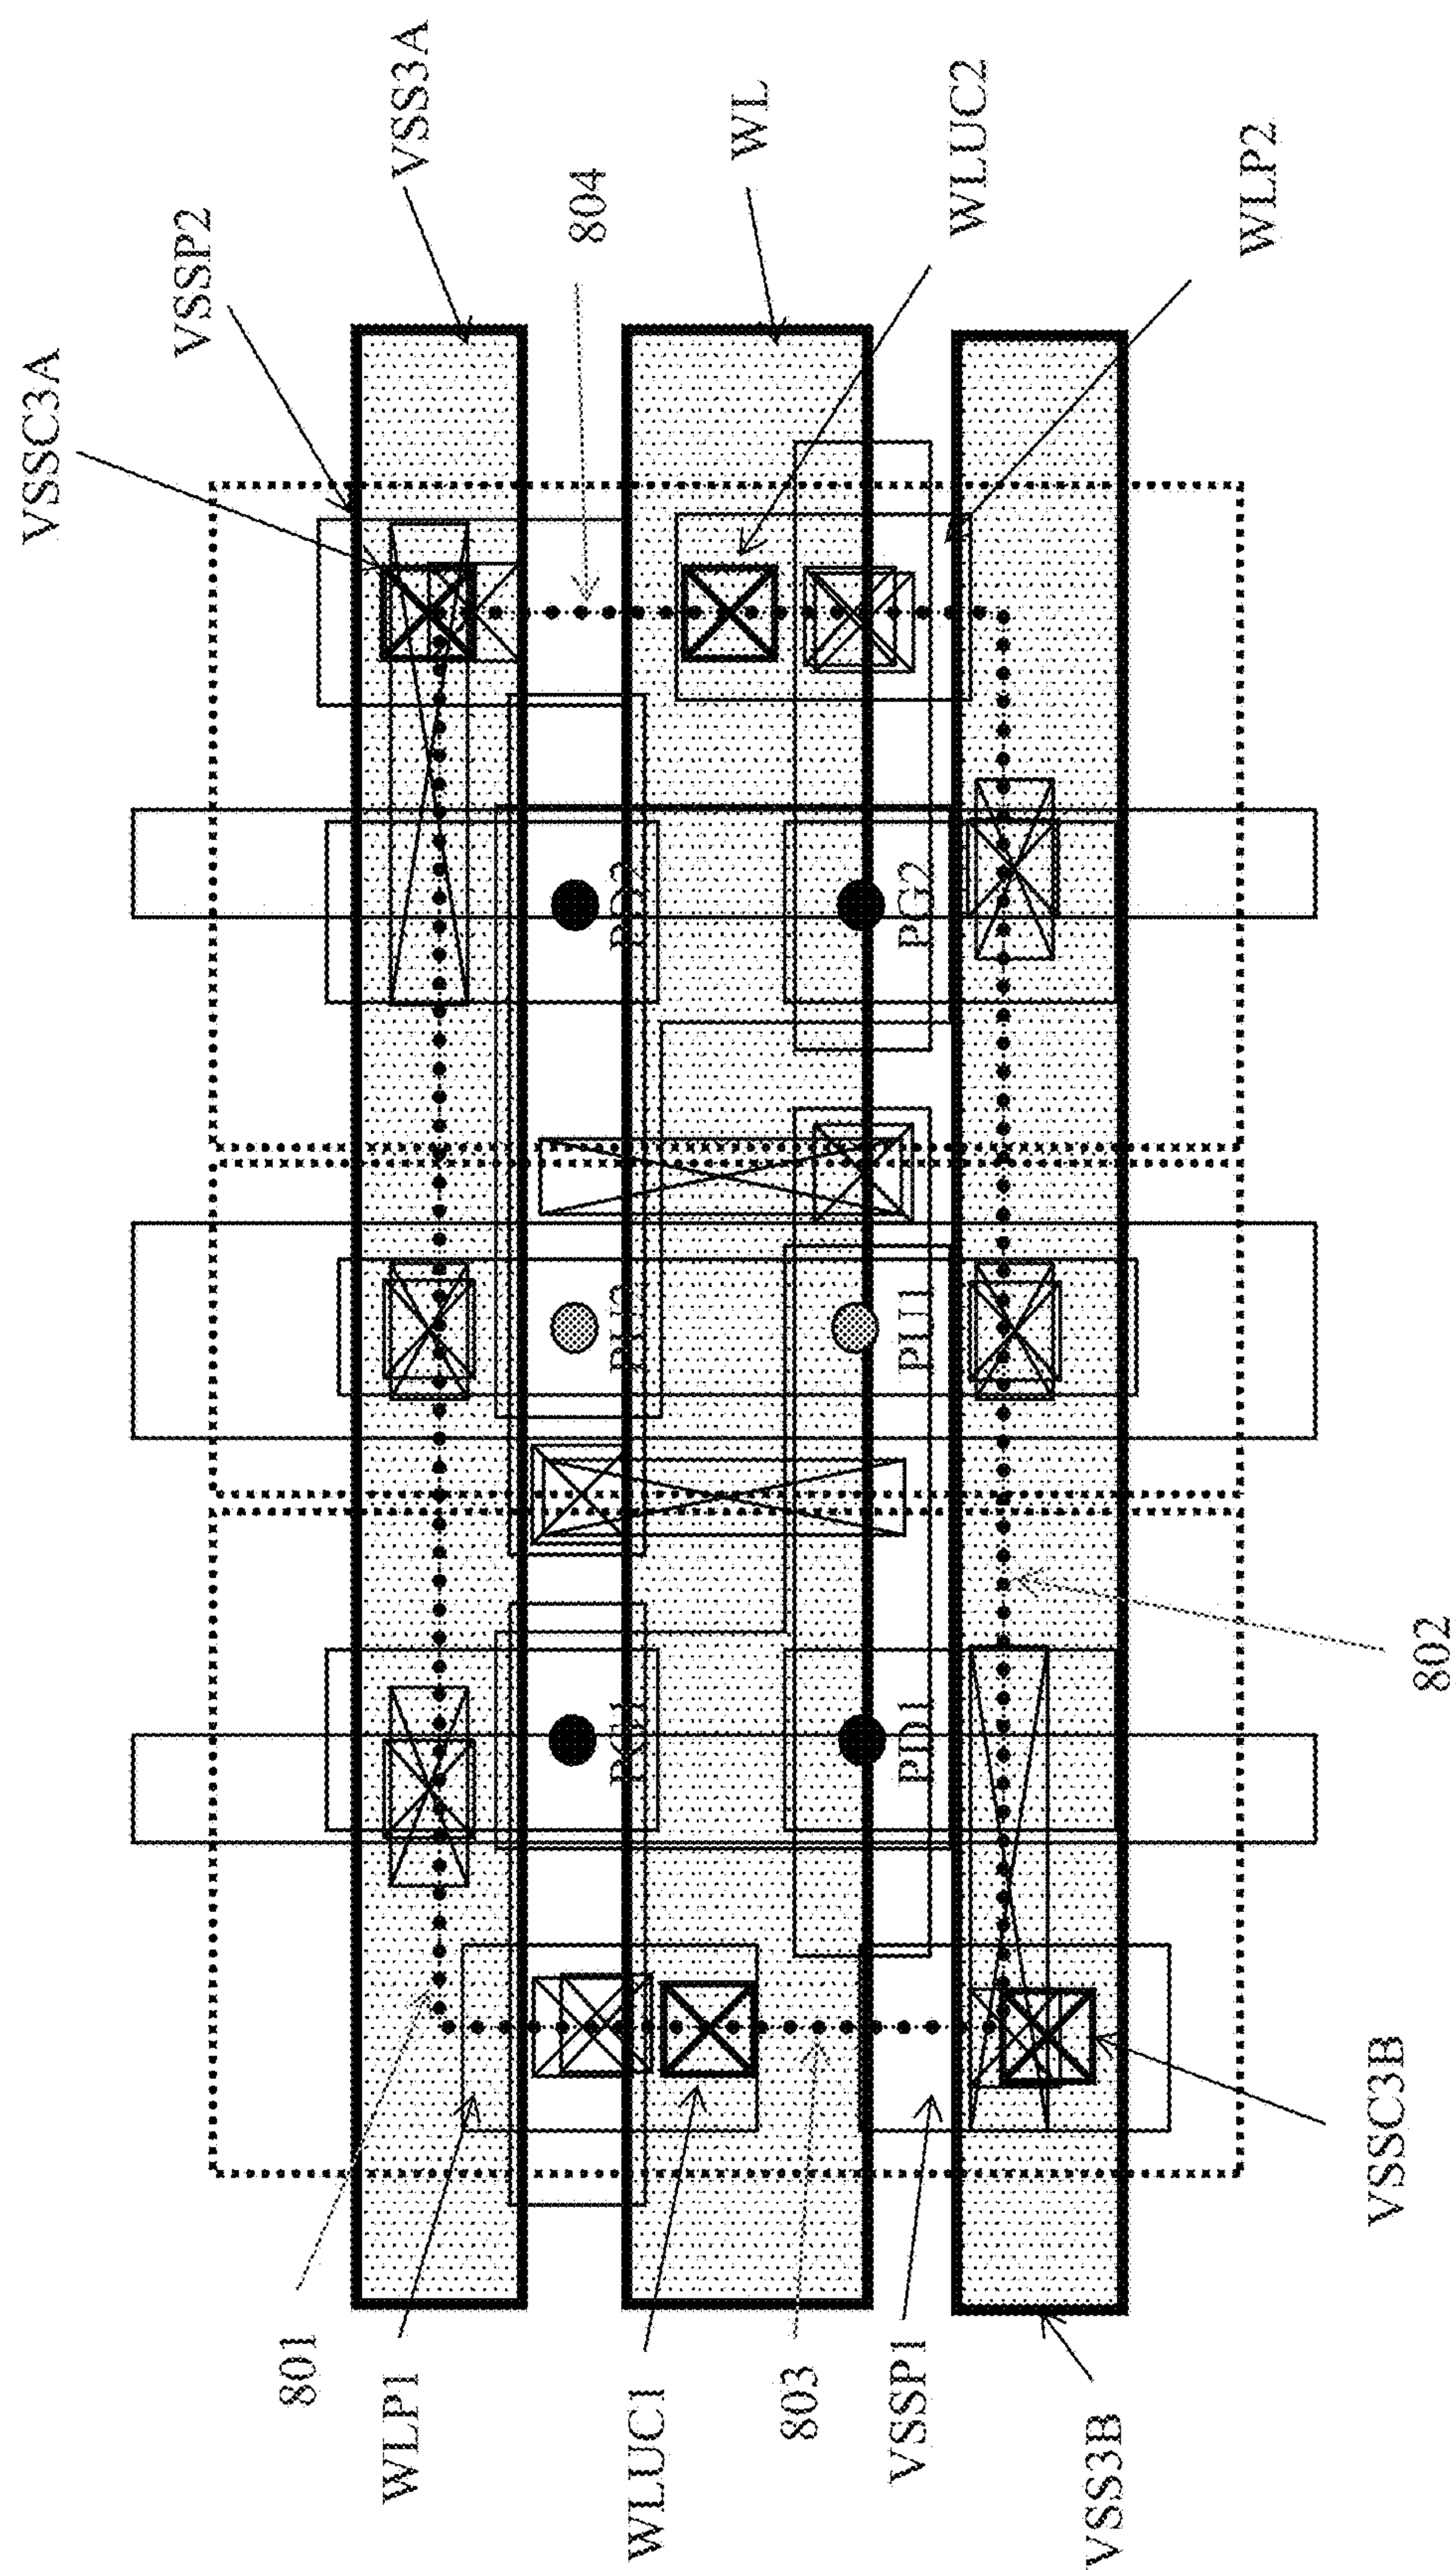 VSSC3A
VSSP2
801
WLP1
VSS3A
804
PG1
PU2
PD2
WLUC1
WL
803
VSSP1
PD1
PU1
PG2
WLUC2
VSS3B
WLP2
VSSC3B
802